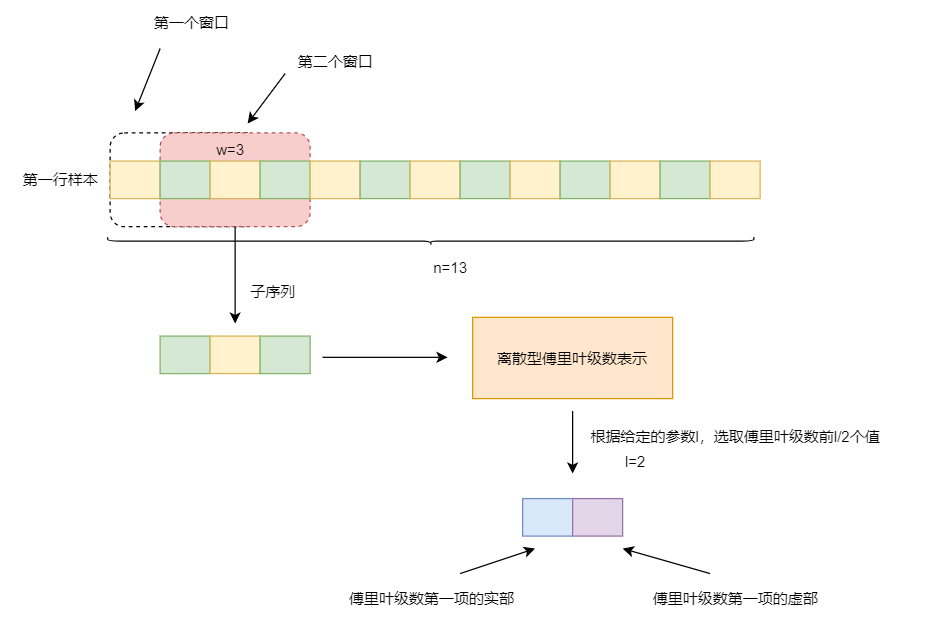 第一个窗口
第二个窗口
w=3
第一行样本
n=13
子序列
离散型傅里叶级数表示
根据给定的参数l，选取傅里叶级数前l/2个值
l=2
傅里叶级数第一项的实部
傅里叶级数第一项的虚部